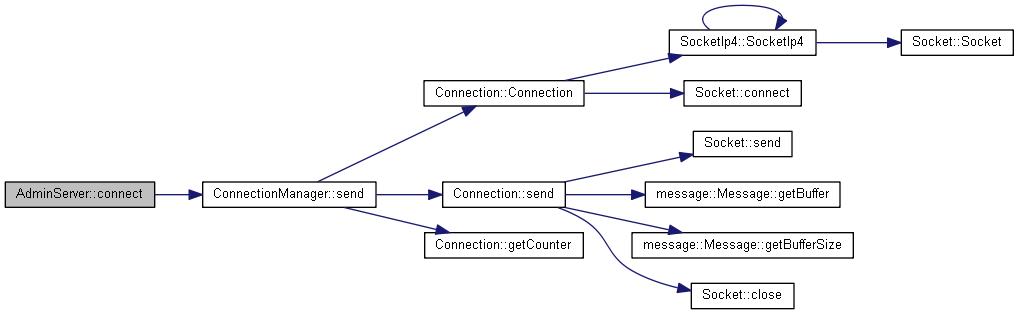 SocketIp4::SocketIp4
Socket::Socket
Connection::Connection
Socket::connect
Socket::send
AdminServer::connect
ConnectionManager::send
Connection::send
message::Message::getBuffer
Connection::getCounter
message::Message::getBufferSize
Socket::close